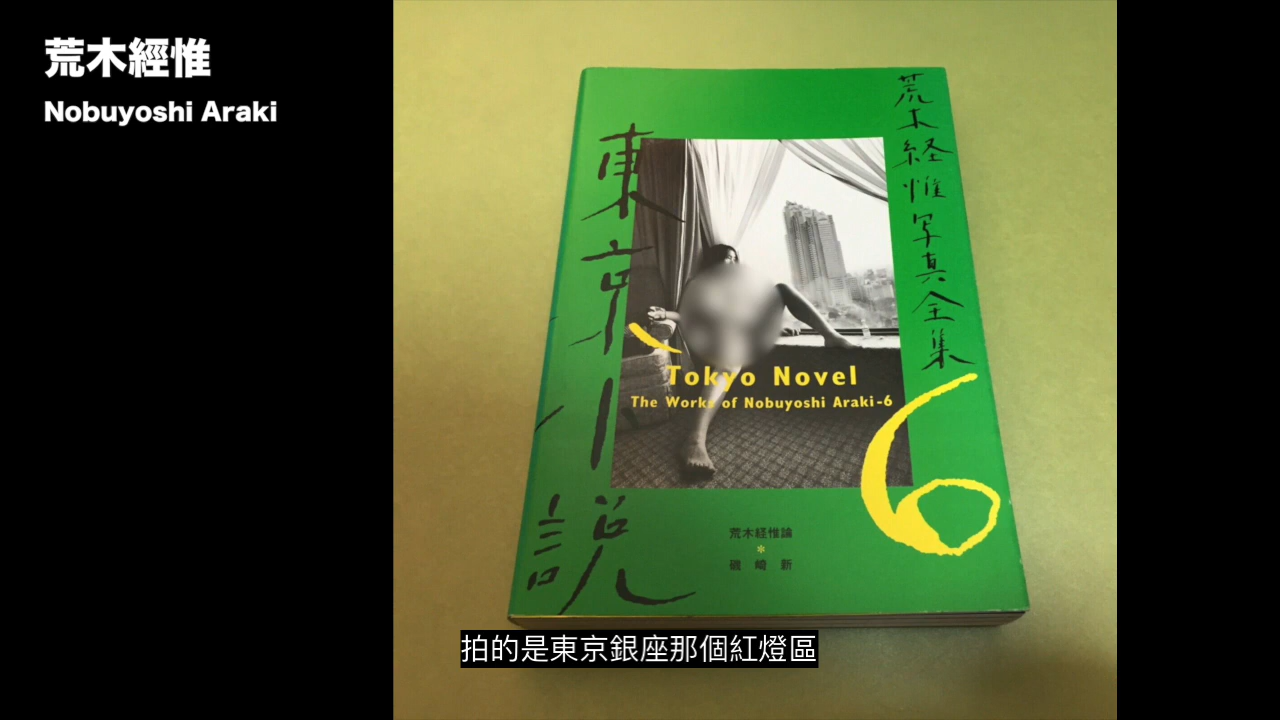 荒木經惟
Nobuyoshi Araki
荒木経惟写真全集
6
東京小説
Tokyo Novel
The Works of Nobuyoshi Araki-6
荒木経惟論
*
磯崎 新
拍的是東京銀座那個紅燈區